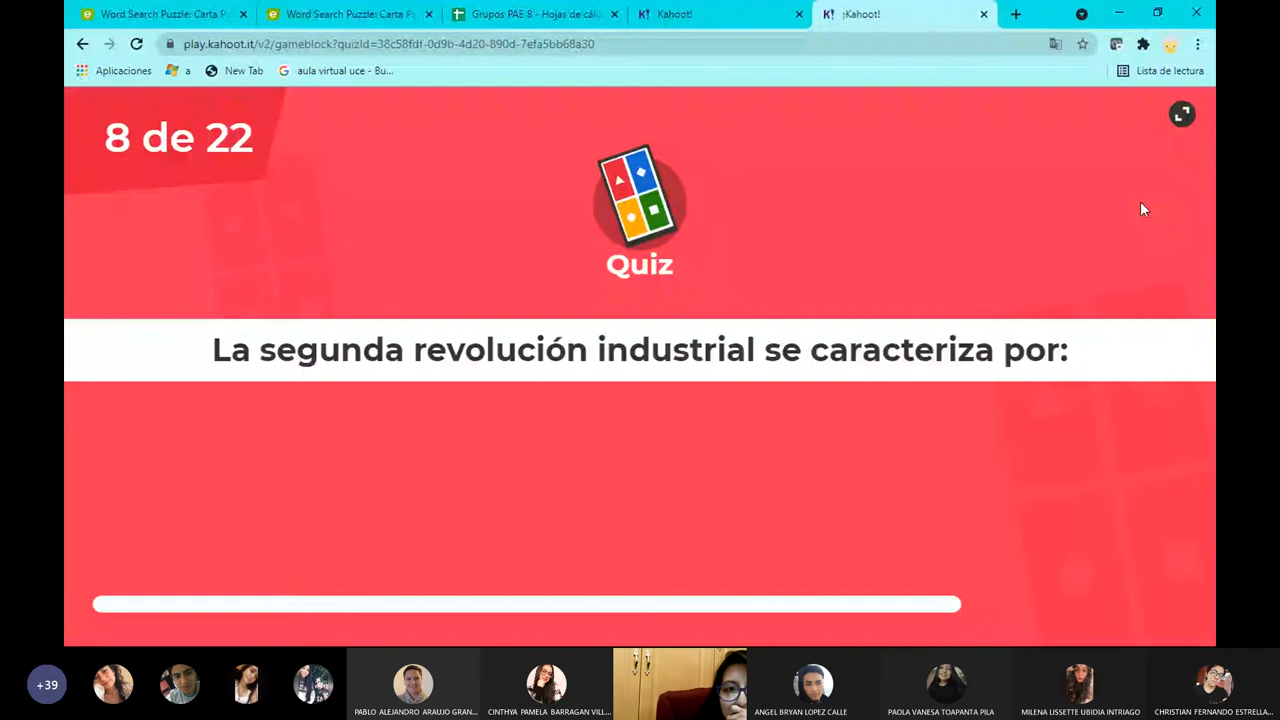 Word Search Puzzle: Carta P
Word Search Puzzle: Carta P
Grupos PAE 8 - Hojas de cálc
Kahoot!
¡Kahoot!
play.kahoot.it/v2/gameblock?quizId=38c58fdf-0d9b-4d20-890d-7efa5bb68a30
Aplicaciones
a
New Tab
aula virtual uce - Bu...
Lista de lectura
8 de 22
Quiz
La segunda revolución industrial se caracteriza por:
+39
PABLO ALEJANDRO ARAUJO GRAN...
CINTHYA PAMELA BARRAGAN VILL...
ANGEL BRYAN LOPEZ CALLE
PAOLA VANESA TOAPANTA PILA
MILENA LISSETTE UBIDIA INTRIAGO
CHRISTIAN FERNANDO ESTRELLA...